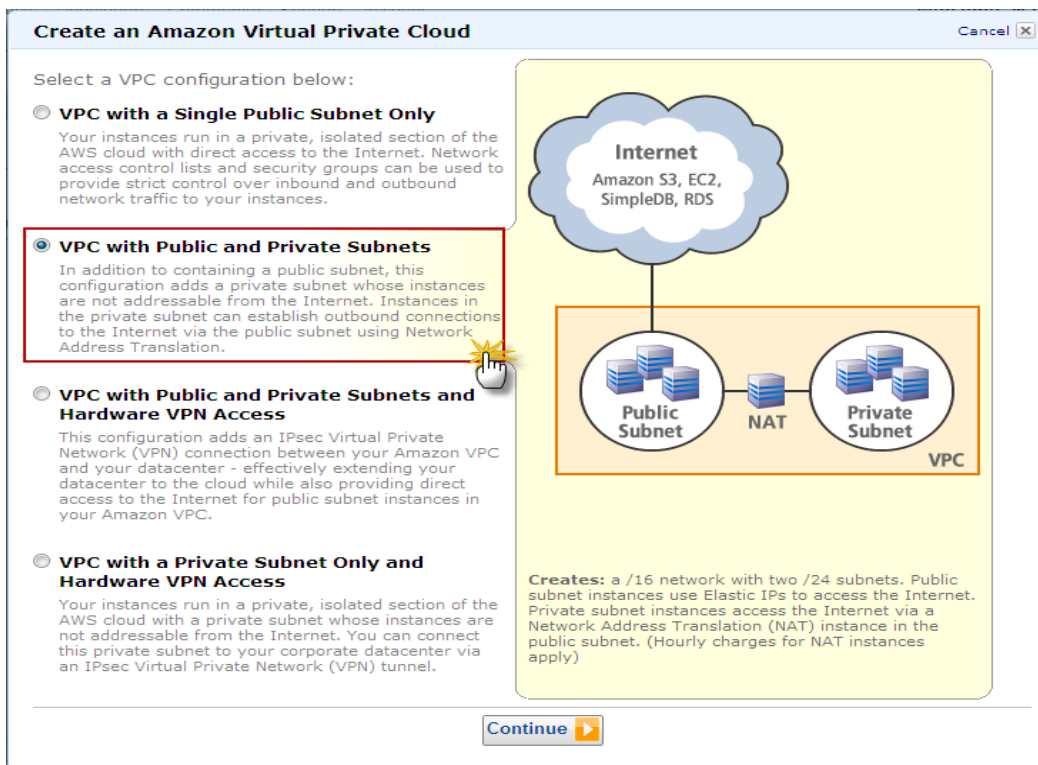 Create an Amazon Virtual Private Cloud
Cancel
Select a VPC configuration below:
VPC with a Single Public Subnet Only
Your instances run in a private, isolated section of the
AWS cloud with direct access to the Internet. Network
access control lists and security groups can be used to
provide strict control over inbound and outbound
network traffic to your instances.
VPC with Public and Private Subnets
In addition to containing a public subnet, this
configuration adds a private subnet whose instances
are not addressable from the Internet. Instances in
the private subnet can establish outbound connections
to the Internet via the public subnet using Network
Address Translation.
VPC with Public and Private Subnets and
Hardware VPN Access
This configuration adds an IPsec Virtual Private
Network (VPN) connection between your Amazon VPC
and your datacenter - effectively extending your
datacenter to the cloud while also providing direct
access to the Internet for public subnet instances in
your Amazon VPC.
VPC with a Private Subnet Only and
Hardware VPN Access
Your instances run in a private, isolated section of the
AWS cloud with a private subnet whose instances are
not addressable from the Internet. You can connect
this private subnet to your corporate datacenter via
an IPsec Virtual Private Network (VPN) tunnel.
Internet
Amazon S3, EC2,
SimpleDB, RDS
Public
Subnet
NAT
Private
Subnet
VPC
Creates: a /16 network with two /24 subnets. Public
subnet instances use Elastic IPs to access the Internet.
Private subnet instances access the Internet via a
Network Address Translation (NAT) instance in the
public subnet. (Hourly charges for NAT instances
apply)
Continue